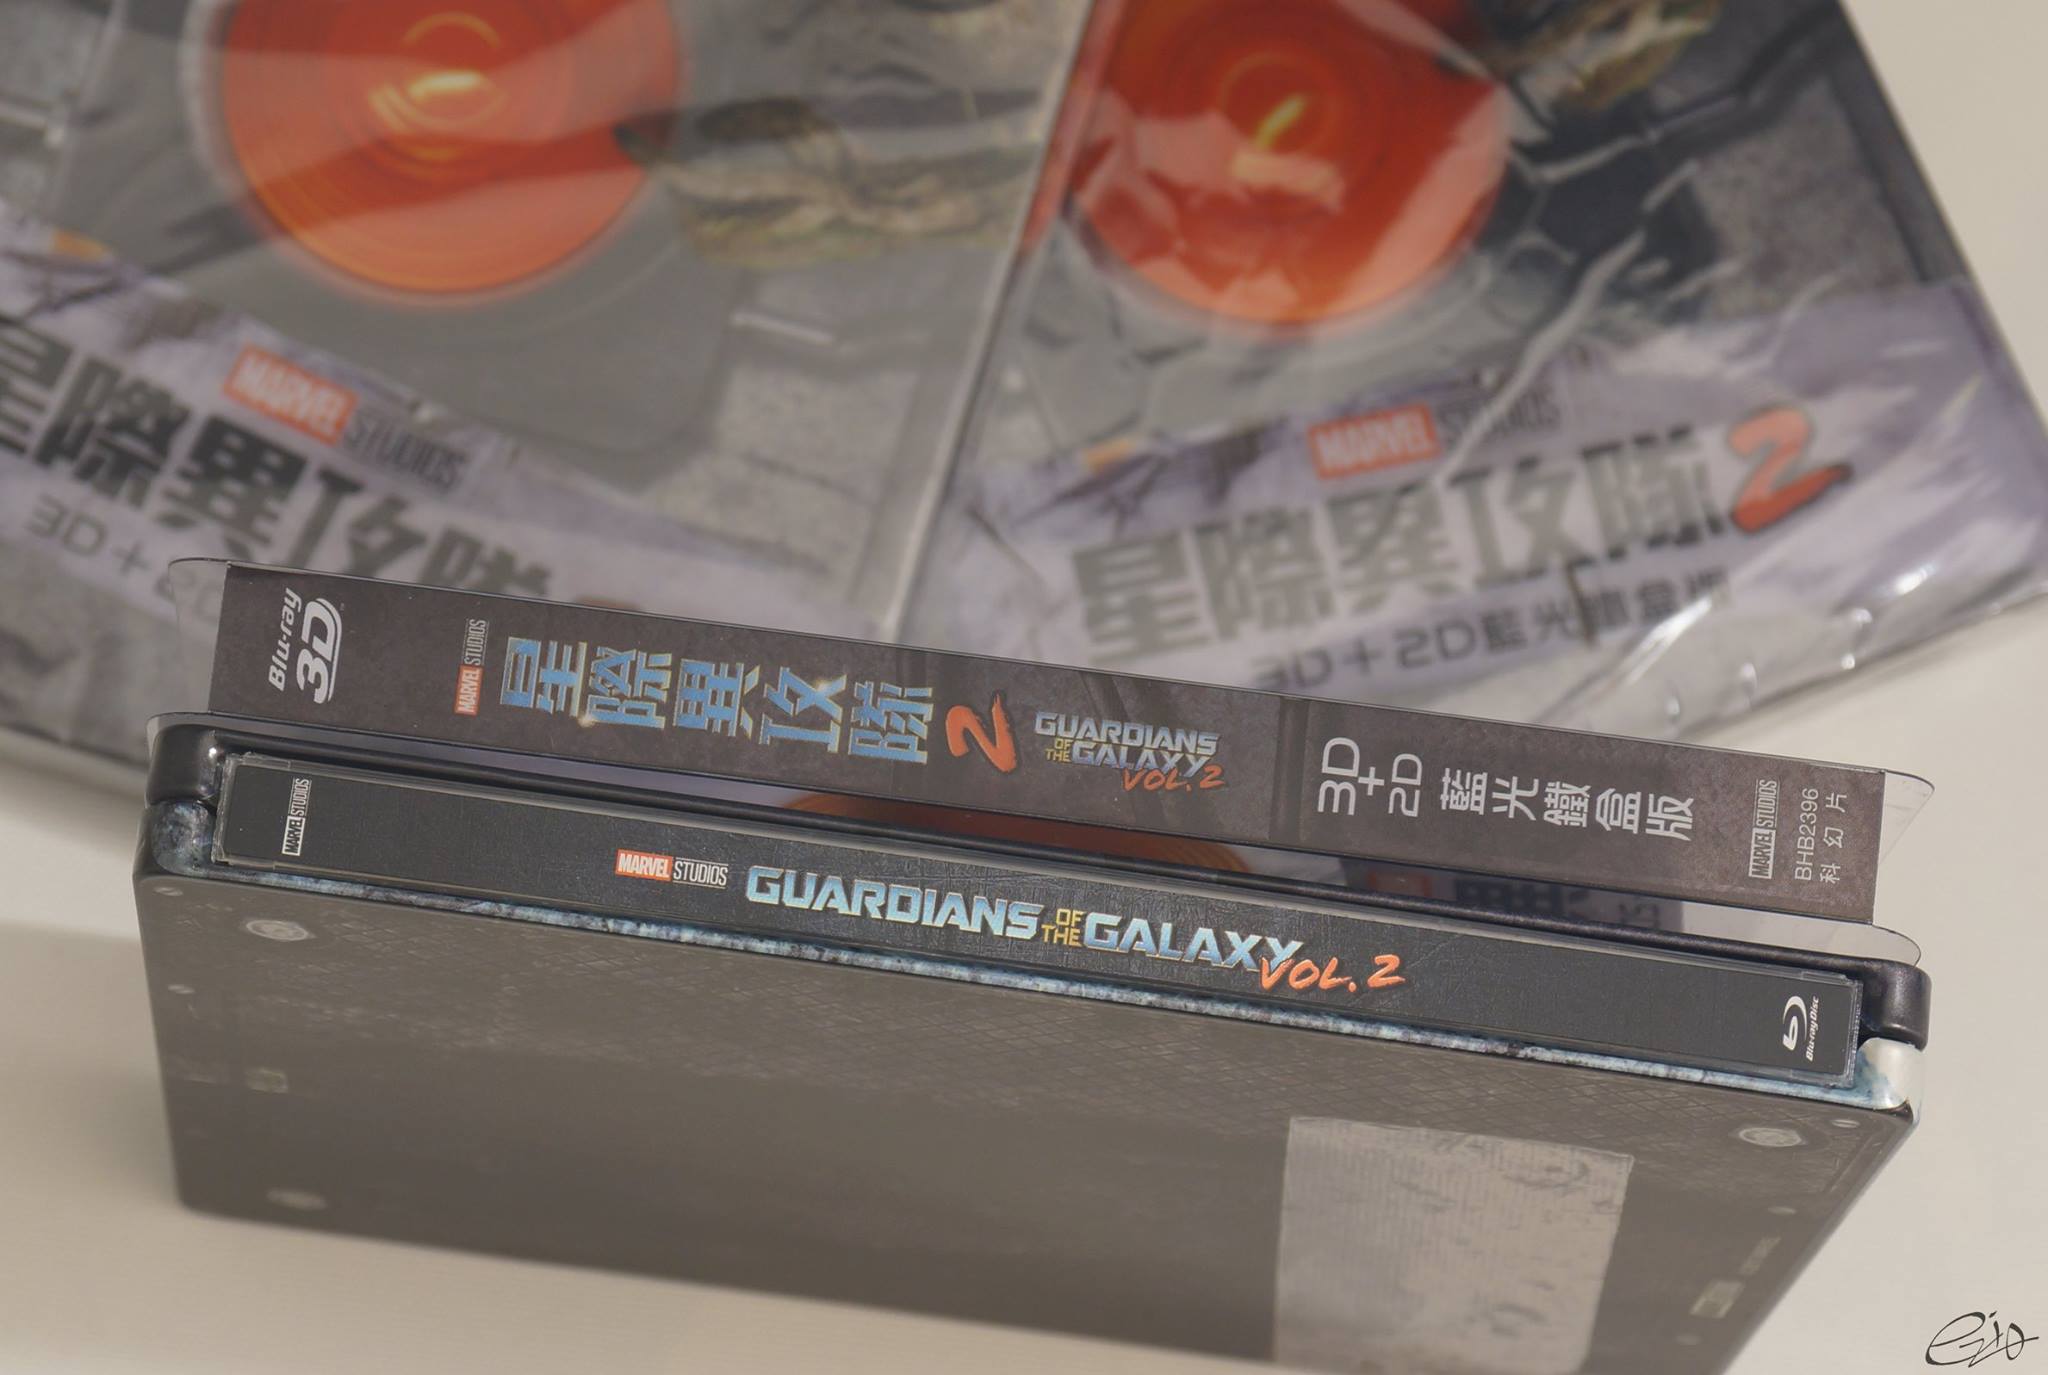 MARVEL STUDIOS
星際異攻隊
3D+2D
MARVEL STUDIOS
星際異攻隊2
3D+2D藍光鐵盒版
Blu-ray 3D
MARVEL STUDIOS
星際異攻隊2
GUARDIANS OF THE GALAXY VOL. 2
3D+2D 藍光鐵盒版
MARVEL STUDIOS
BHB2396
科幻片
MARVEL STUDIOS
MARVEL STUDIOS
GUARDIANS OF THE GALAXY VOL. 2
Blu-ray Disc